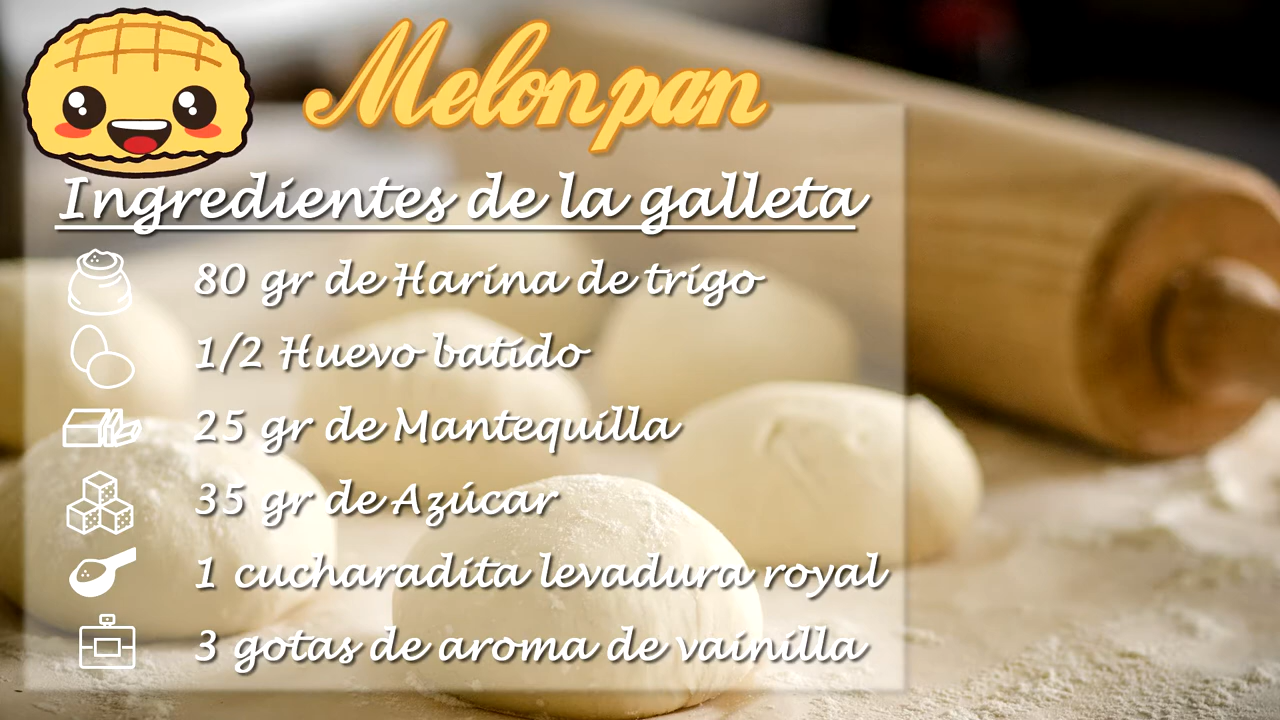 Melonpan
Ingredientes de la galleta
80 gr de Harina de trigo
1/2 Huevo batido
25 gr de Mantequilla
35 gr de Azúcar
1 cucharadita levadura royal
3 gotas de aroma de vainilla